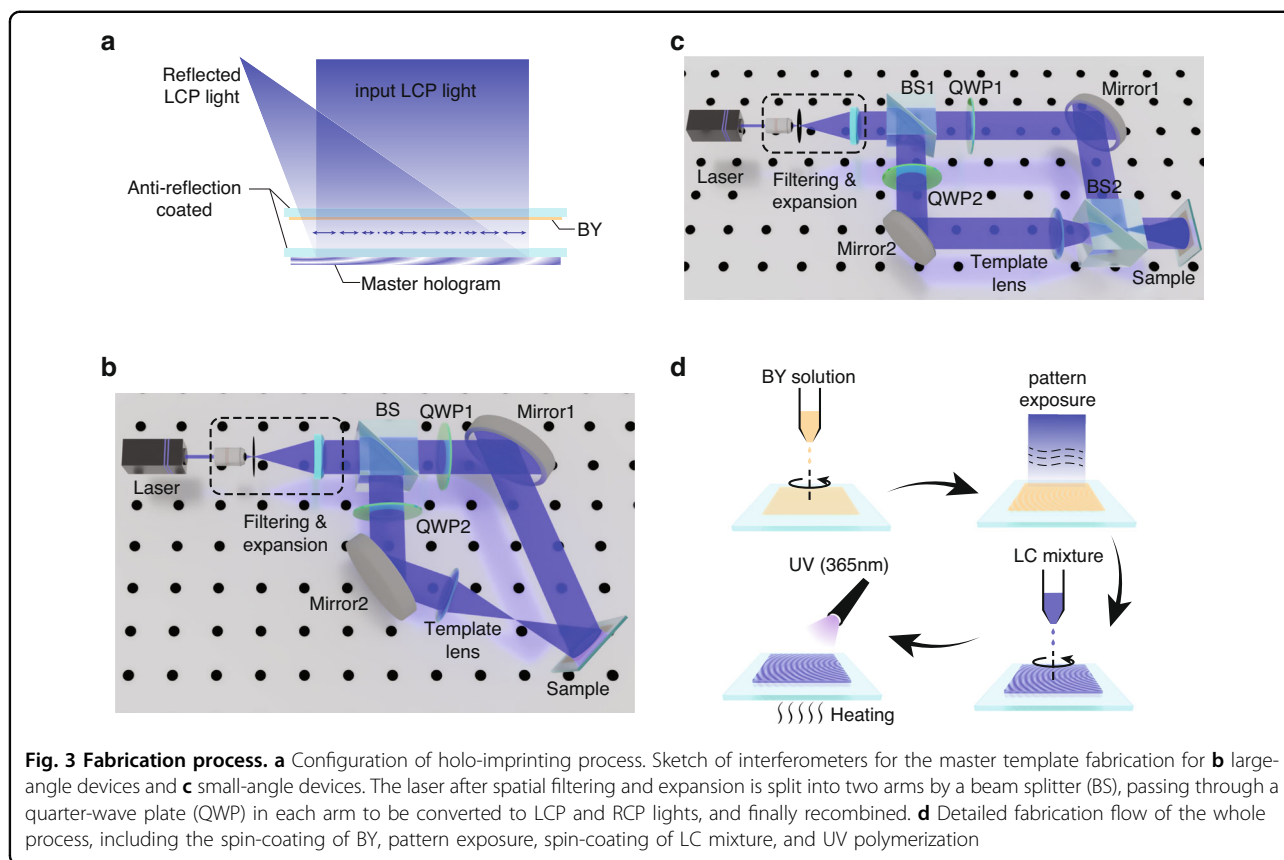 a
Reflected
LCP light
input LCP light
Anti-reflection
coated
BY
Master hologram
b
BS
QWP1
Mirror1
Laser
Filtering &
expansion
QWP2
Mirror2
Template
lens
Sample
c
BS1
QWP1
Mirror1
Laser
Filtering &
expansion
QWP2
BS2
Mirror2
Template
lens
Sample
d
BY solution
pattern
exposure
UV (365nm)
LC mixture
Heating
Fig. 3 Fabrication process. a Configuration of holo-imprinting process. Sketch of interferometers for the master template fabrication for b large-
angle devices and c small-angle devices. The laser after spatial filtering and expansion is split into two arms by a beam splitter (BS), passing through a
quarter-wave plate (QWP) in each arm to be converted to LCP and RCP lights, and finally recombined. d Detailed fabrication flow of the whole
process, including the spin-coating of BY, pattern exposure, spin-coating of LC mixture, and UV polymerization